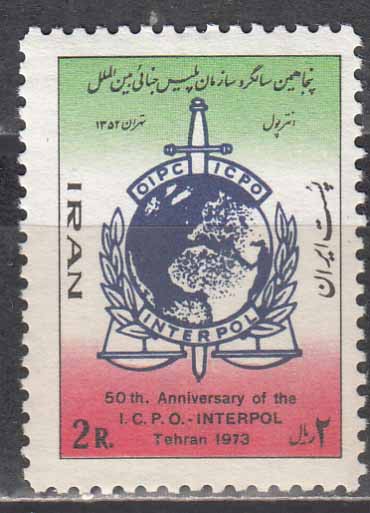 پنجاهمین سالگرد سازمان پلیس جنائی بین المللی
انترپول
تهران ۱۳۵۲
OIPC ICPO
INTERPOL
IRAN
پست ایران
50th. Anniversary of the
I.C.P.O.-INTERPOL
Tehran 1973
2 R.
۲ ریال